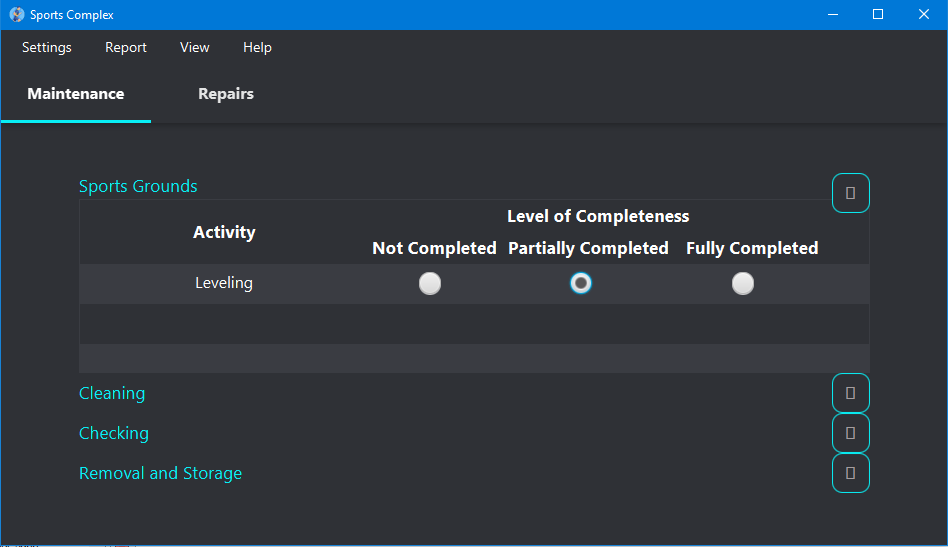 Sports Complex
Settings Report View Help
Maintenance Repairs
Sports Grounds
Level of Completeness
Activity
Not Completed Partially Completed Fully Completed
Leveling
Cleaning
Checking
Removal and Storage